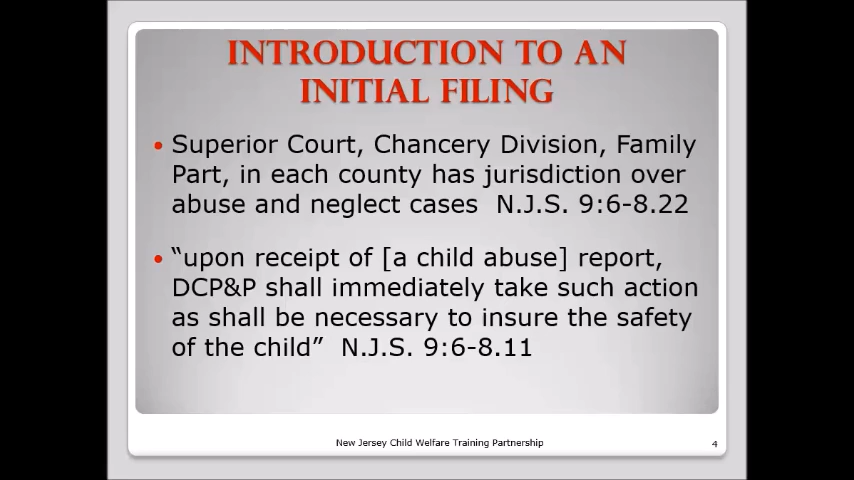 INTRODUCTION TO AN
INITIAL FILING
• Superior Court, Chancery Division, Family
Part, in each county has jurisdiction over
abuse and neglect cases N.J.S. 9:6-8.22
• “upon receipt of [a child abuse] report,
DCP&P shall immediately take such action
as shall be necessary to insure the safety
of the child” N.J.S. 9:6-8.11
New Jersey Child Welfare Training Partnership
4